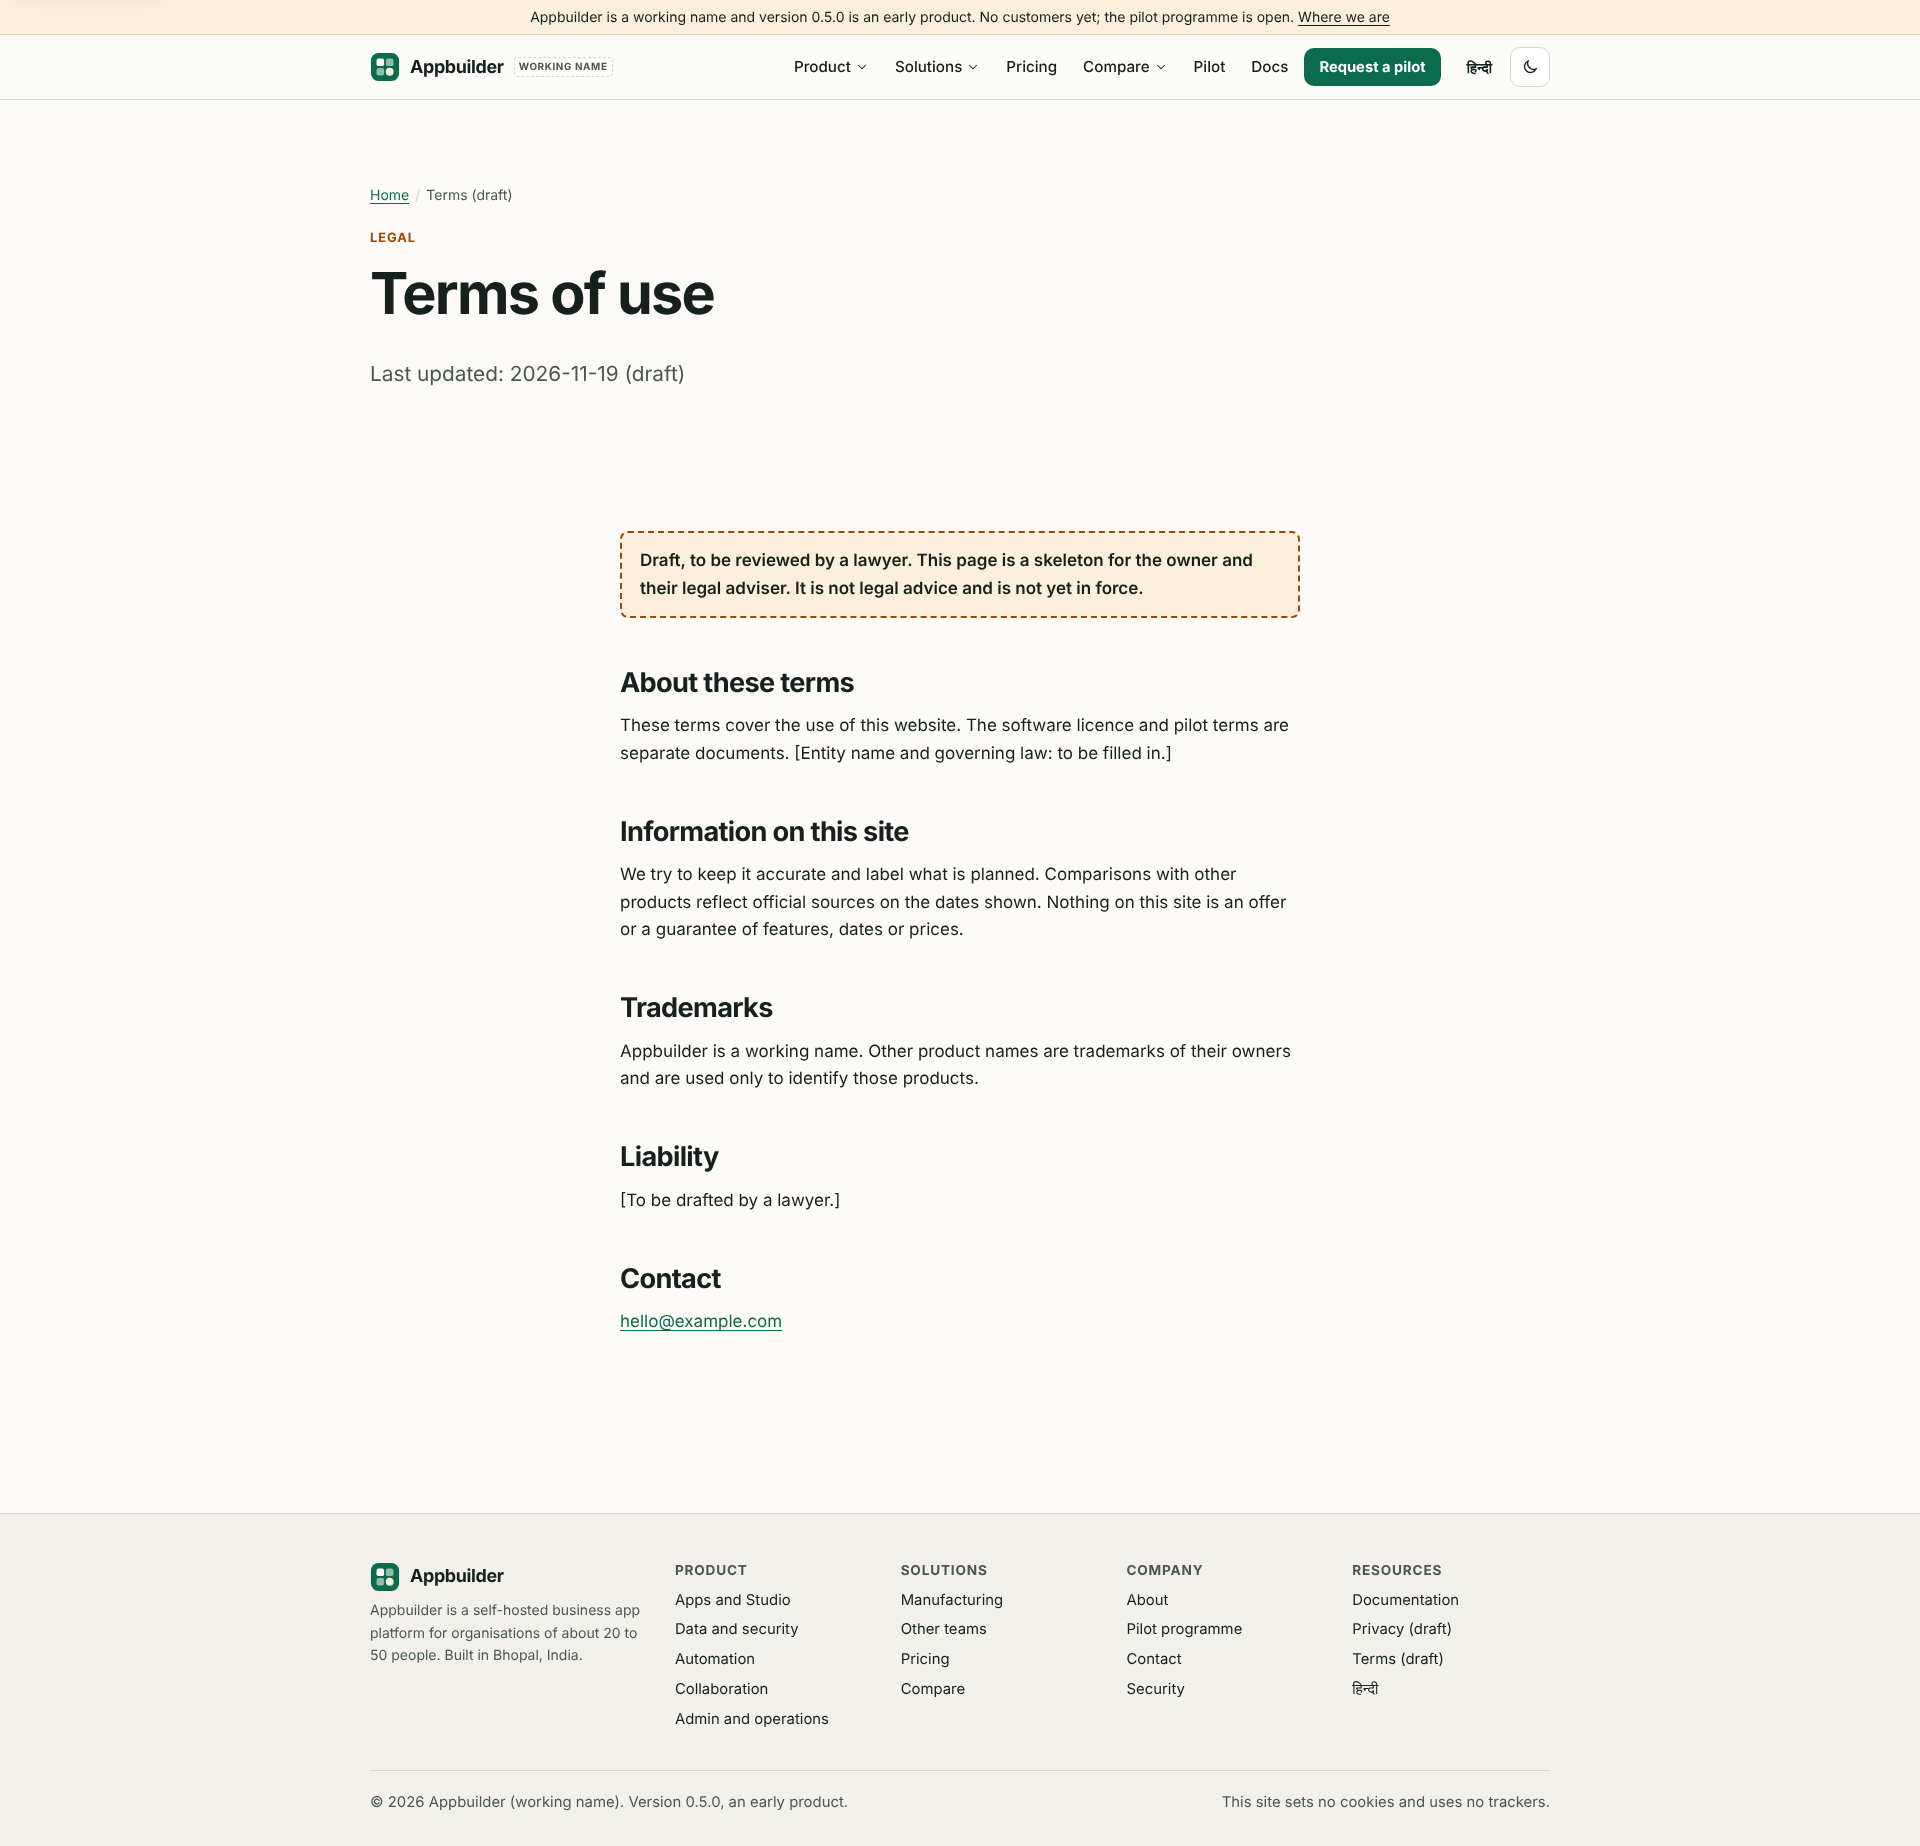 Appbuilder is a working name and version 0.5.0 is an early product. No customers yet; the pilot programme is open. Where we are
Appbuilder WORKING NAME Product Solutions Pricing Compare Pilot Docs Request a pilot हिन्दी
Home / Terms (draft)
LEGAL
Terms of use
Last updated: 2026-11-19 (draft)
Draft, to be reviewed by a lawyer. This page is a skeleton for the owner and
their legal adviser. It is not legal advice and is not yet in force.
About these terms
These terms cover the use of this website. The software licence and pilot terms are
separate documents. [Entity name and governing law: to be filled in.]
Information on this site
We try to keep it accurate and label what is planned. Comparisons with other
products reflect official sources on the dates shown. Nothing on this site is an offer
or a guarantee of features, dates or prices.
Trademarks
Appbuilder is a working name. Other product names are trademarks of their owners
and are used only to identify those products.
Liability
[To be drafted by a lawyer.]
Contact
hello@example.com
Appbuilder
Appbuilder is a self-hosted business app
platform for organisations of about 20 to
50 people. Built in Bhopal, India.
PRODUCT
Apps and Studio
Data and security
Automation
Collaboration
Admin and operations
SOLUTIONS
Manufacturing
Other teams
Pricing
Compare
COMPANY
About
Pilot programme
Contact
Security
RESOURCES
Documentation
Privacy (draft)
Terms (draft)
हिन्दी
© 2026 Appbuilder (working name). Version 0.5.0, an early product.
This site sets no cookies and uses no trackers.